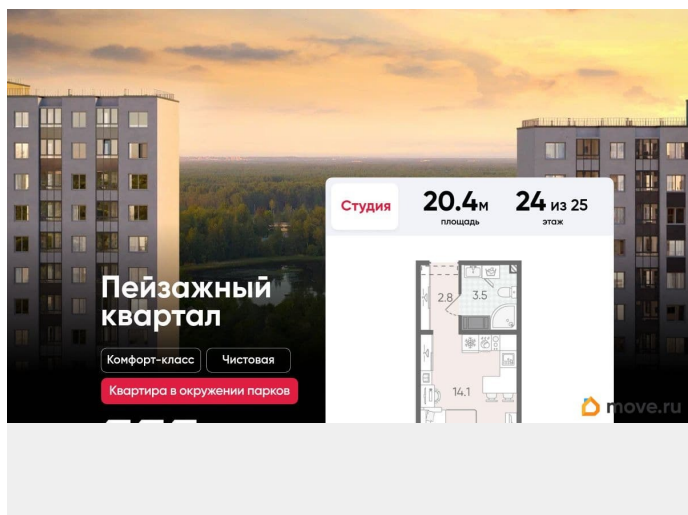 Студия
20.4м
площадь
24 из 25
этаж
2.8
3.5
Пейзажный
квартал
Комфорт-класс
Чистовая
Квартира в окружении парков
14.1
move.ru